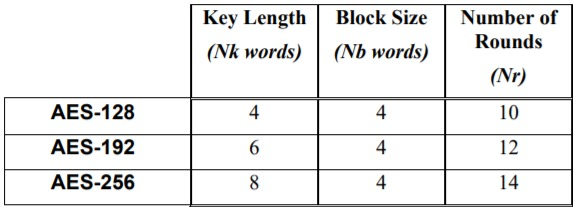 Key Length Block Size Number of
Rounds
(Nk words) (Nb words)
(Nr)
AES-128 4 4 10
AES-192 6 4 12
AES-256 8 4 14